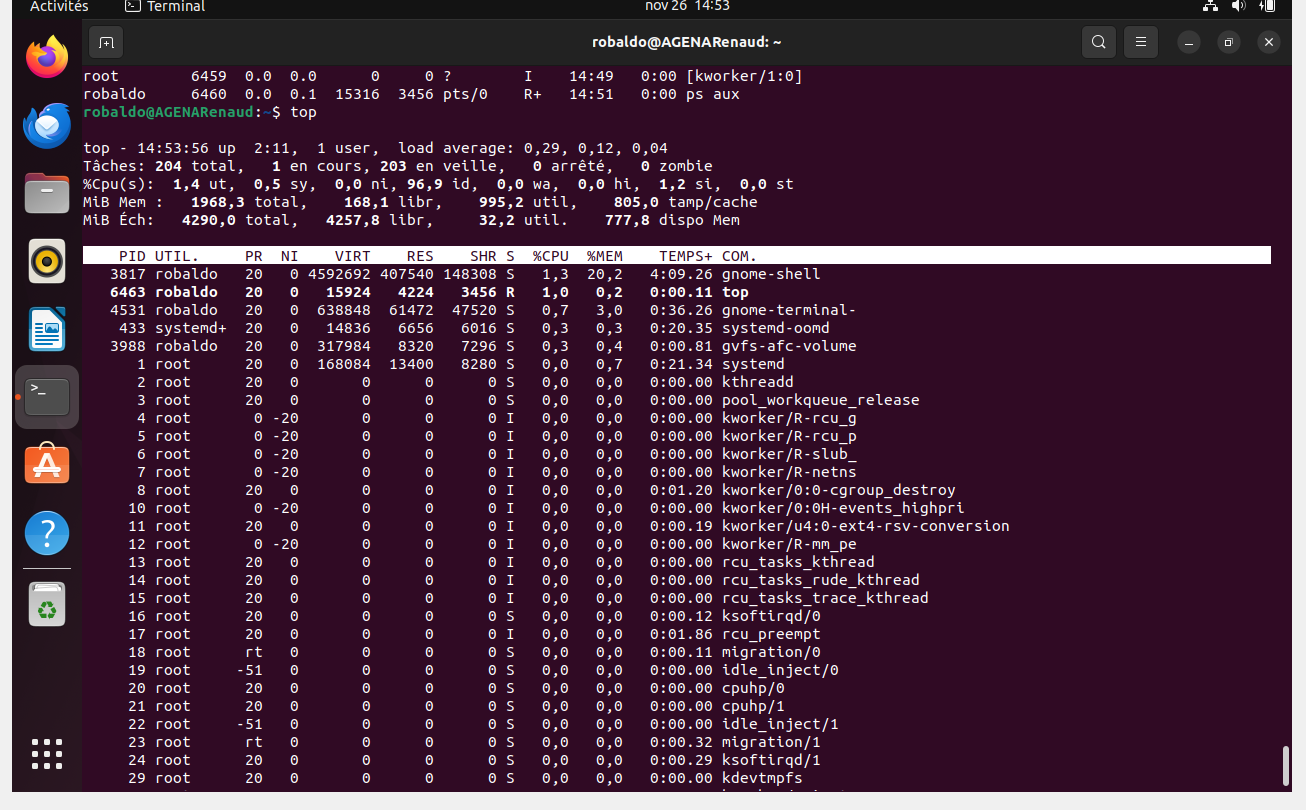 Activités Terminal nov 26 14:53
robaldo@AGENARenaud: ~
root 6459 0.0 0.0 0 0 ? I 14:49 0:00 [kworker/1:0]
robaldo 6460 0.0 0.1 15316 3456 pts/0 R+ 14:51 0:00 ps aux
robaldo@AGENARenaud:~$ top
top - 14:53:56 up 2:11, 1 user, load average: 0,29, 0,12, 0,04
Tâches: 204 total, 1 en cours, 203 en veille, 0 arrêté, 0 zombie
%Cpu(s): 1,4 ut, 0,5 sy, 0,0 ni, 96,9 id, 0,0 wa, 0,0 hi, 1,2 si, 0,0 st
MiB Mem : 1968,3 total, 168,1 libr, 995,2 util, 805,0 tamp/cache
MiB Éch: 4290,0 total, 4257,8 libr, 32,2 util. 777,8 dispo Mem
PID UTIL. PR NI VIRT RES SHR S %CPU %MEM TEMPS+ COM.
3817 robaldo 20 0 4592692 407540 148308 S 1,3 20,2 4:09.26 gnome-shell
6463 robaldo 20 0 15924 4224 3456 R 1,0 0,2 0:00.11 top
4531 robaldo 20 0 638848 61472 47520 S 0,7 3,0 0:36.26 gnome-terminal-
433 systemd+ 20 0 14836 6656 6016 S 0,3 0,3 0:20.35 systemd-oomd
3988 robaldo 20 0 317984 8320 7296 S 0,3 0,4 0:00.81 gvfs-afc-volume
1 root 20 0 168084 13400 8280 S 0,0 0,7 0:21.34 systemd
2 root 20 0 0 0 0 S 0,0 0,0 0:00.00 kthreadd
3 root 20 0 0 0 0 S 0,0 0,0 0:00.00 pool_workqueue_release
4 root 0 -20 0 0 0 I 0,0 0,0 0:00.00 kworker/R-rcu_g
5 root 0 -20 0 0 0 I 0,0 0,0 0:00.00 kworker/R-rcu_p
6 root 0 -20 0 0 0 I 0,0 0,0 0:00.00 kworker/R-slub_
7 root 0 -20 0 0 0 I 0,0 0,0 0:00.00 kworker/R-netns
8 root 20 0 0 0 0 I 0,0 0,0 0:01.20 kworker/0:0-cgroup_destroy
10 root 0 -20 0 0 0 I 0,0 0,0 0:00.00 kworker/0:0H-events_highpri
11 root 20 0 0 0 0 I 0,0 0,0 0:00.19 kworker/u4:0-ext4-rsv-conversion
12 root 0 -20 0 0 0 I 0,0 0,0 0:00.00 kworker/R-mm_pe
13 root 20 0 0 0 0 I 0,0 0,0 0:00.00 rcu_tasks_kthread
14 root 20 0 0 0 0 I 0,0 0,0 0:00.00 rcu_tasks_rude_kthread
15 root 20 0 0 0 0 I 0,0 0,0 0:00.00 rcu_tasks_trace_kthread
16 root 20 0 0 0 0 S 0,0 0,0 0:00.12 ksoftirqd/0
17 root 20 0 0 0 0 I 0,0 0,0 0:01.86 rcu_preempt
18 root rt 0 0 0 0 S 0,0 0,0 0:00.11 migration/0
19 root -51 0 0 0 0 S 0,0 0,0 0:00.00 idle_inject/0
20 root 20 0 0 0 0 S 0,0 0,0 0:00.00 cpuhp/0
21 root 20 0 0 0 0 S 0,0 0,0 0:00.00 cpuhp/1
22 root -51 0 0 0 0 S 0,0 0,0 0:00.00 idle_inject/1
23 root rt 0 0 0 0 S 0,0 0,0 0:00.32 migration/1
24 root 20 0 0 0 0 S 0,0 0,0 0:00.29 ksoftirqd/1
29 root 20 0 0 0 0 S 0,0 0,0 0:00.00 kdevtmpfs